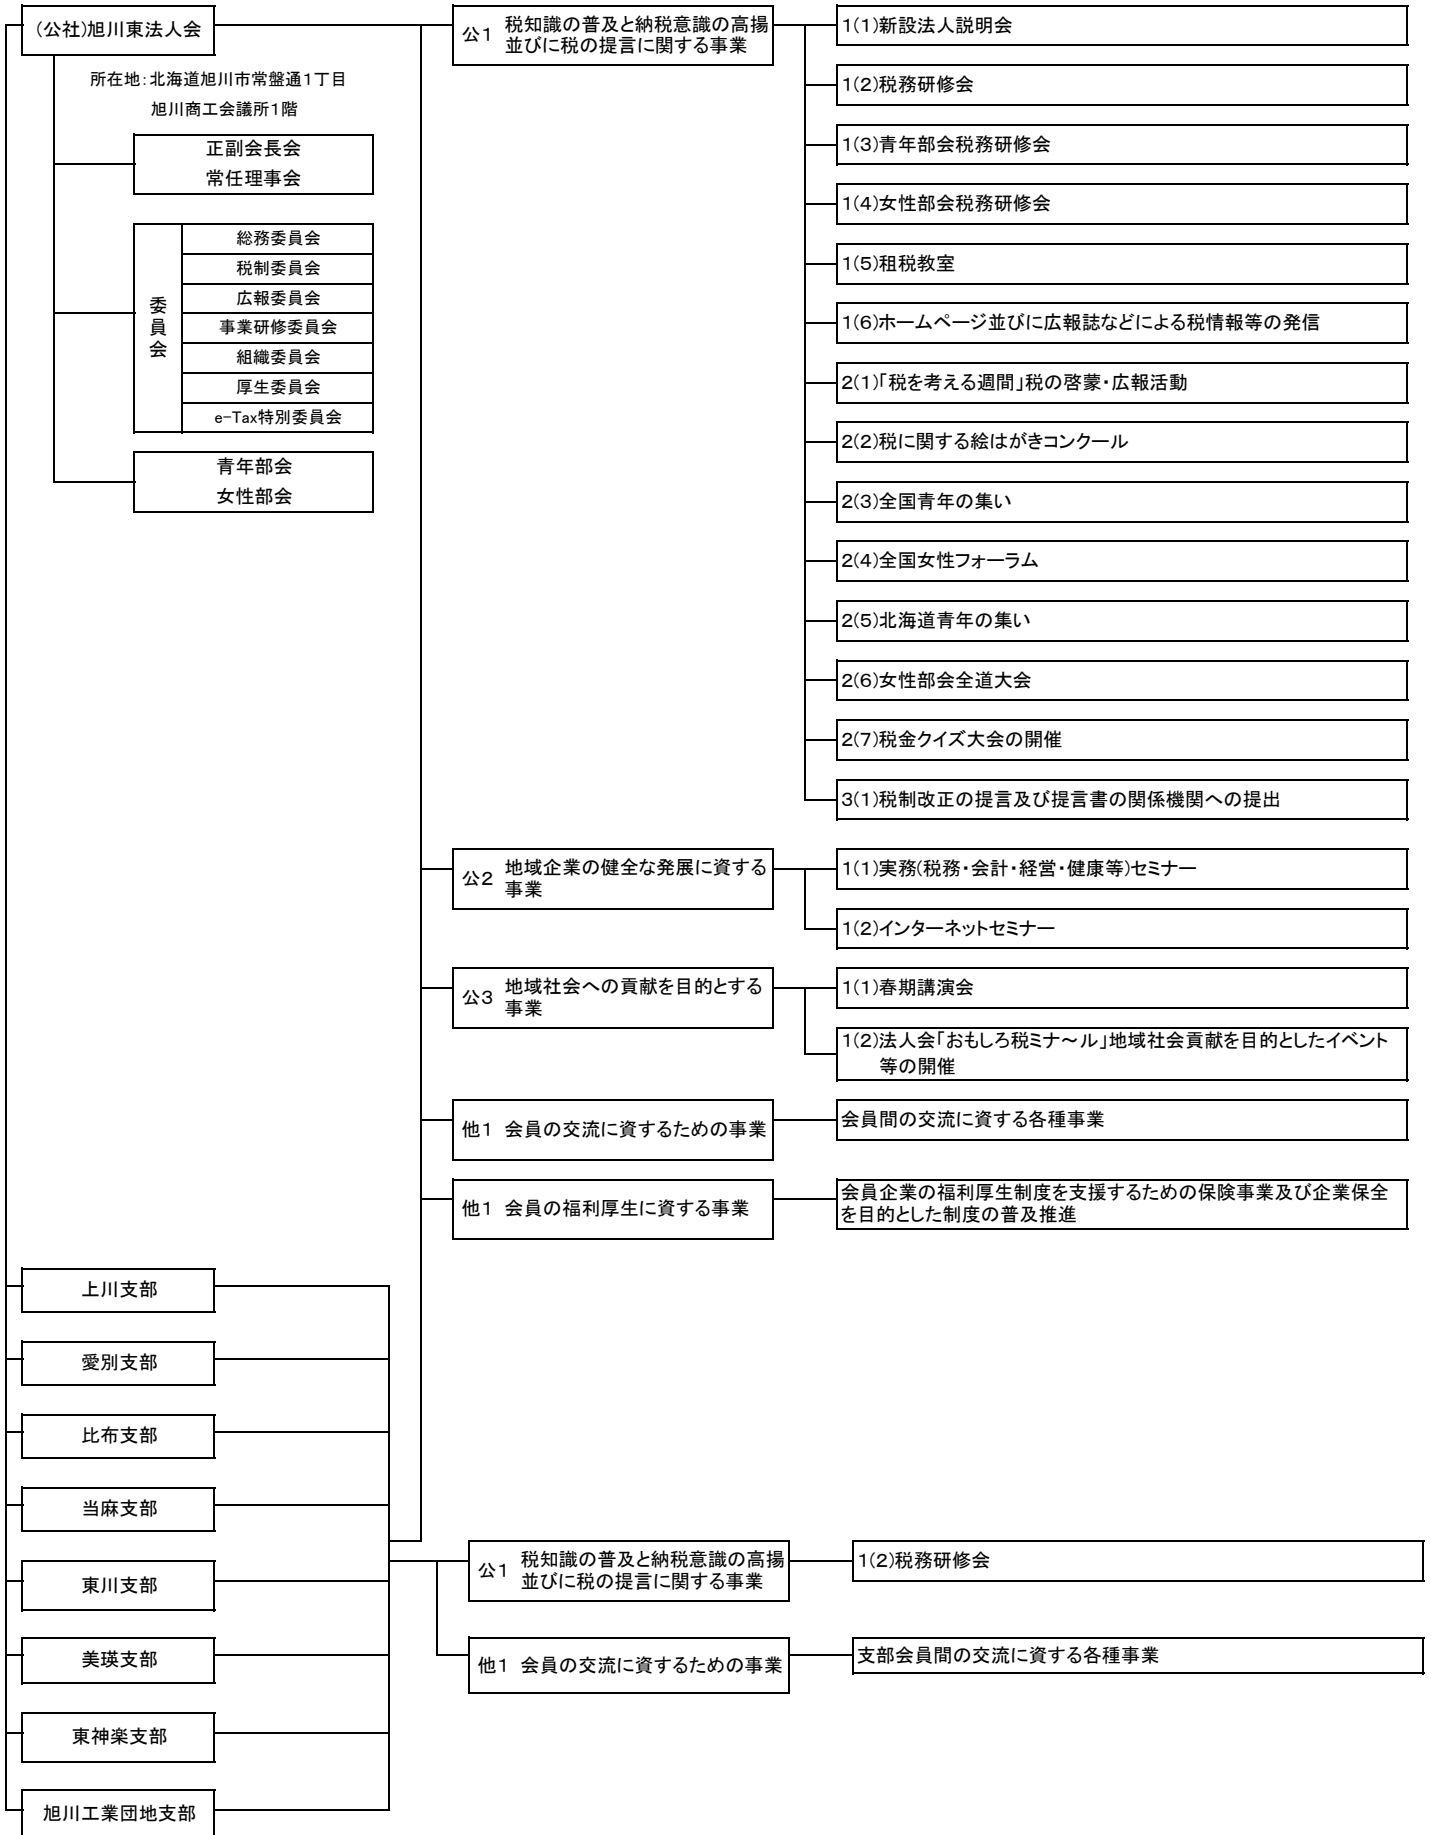 (公社)旭川東法人会
所在地：北海道旭川市常盤通１丁目
旭川商工会議所１階
正副会長会
常任理事会
委員会
総務委員会
税制委員会
広報委員会
事業研修委員会
組織委員会
厚生委員会
e-Tax特別委員会
青年部会
女性部会
公１ 税知識の普及と納税意識の高揚
並びに税の提言に関する事業
1(1)新設法人説明会
1(2)税務研修会
1(3)青年部会税務研修会
1(4)女性部会税務研修会
1(5)租税教室
1(6)ホームページ並びに広報誌などによる税情報等の発信
2(1)「税を考える週間」税の啓蒙・広報活動
2(2)税に関する絵はがきコンクール
2(3)全国青年の集い
2(4)全国女性フォーラム
2(5)北海道青年の集い
2(6)女性部会全道大会
2(7)税金クイズ大会の開催
3(1)税制改正の提言及び提言書の関係機関への提出
公２ 地域企業の健全な発展に資する
事業
1(1)実務(税務・会計・経営・健康等)セミナー
1(2)インターネットセミナー
公３ 地域社会への貢献を目的とする
事業
1(1)春期講演会
1(2)法人会「おもしろ税ミナ～ル」地域社会貢献を目的としたイベント
等の開催
他１ 会員の交流に資するための事業
会員間の交流に資する各種事業
他１ 会員の福利厚生に資する事業
会員企業の福利厚生制度を支援するための保険事業及び企業保全
を目的とした制度の普及推進
上川支部
愛別支部
比布支部
当麻支部
東川支部
美瑛支部
東神楽支部
旭川工業団地支部
公１ 税知識の普及と納税意識の高揚
並びに税の提言に関する事業
1(2)税務研修会
他１ 会員の交流に資するための事業
支部会員間の交流に資する各種事業